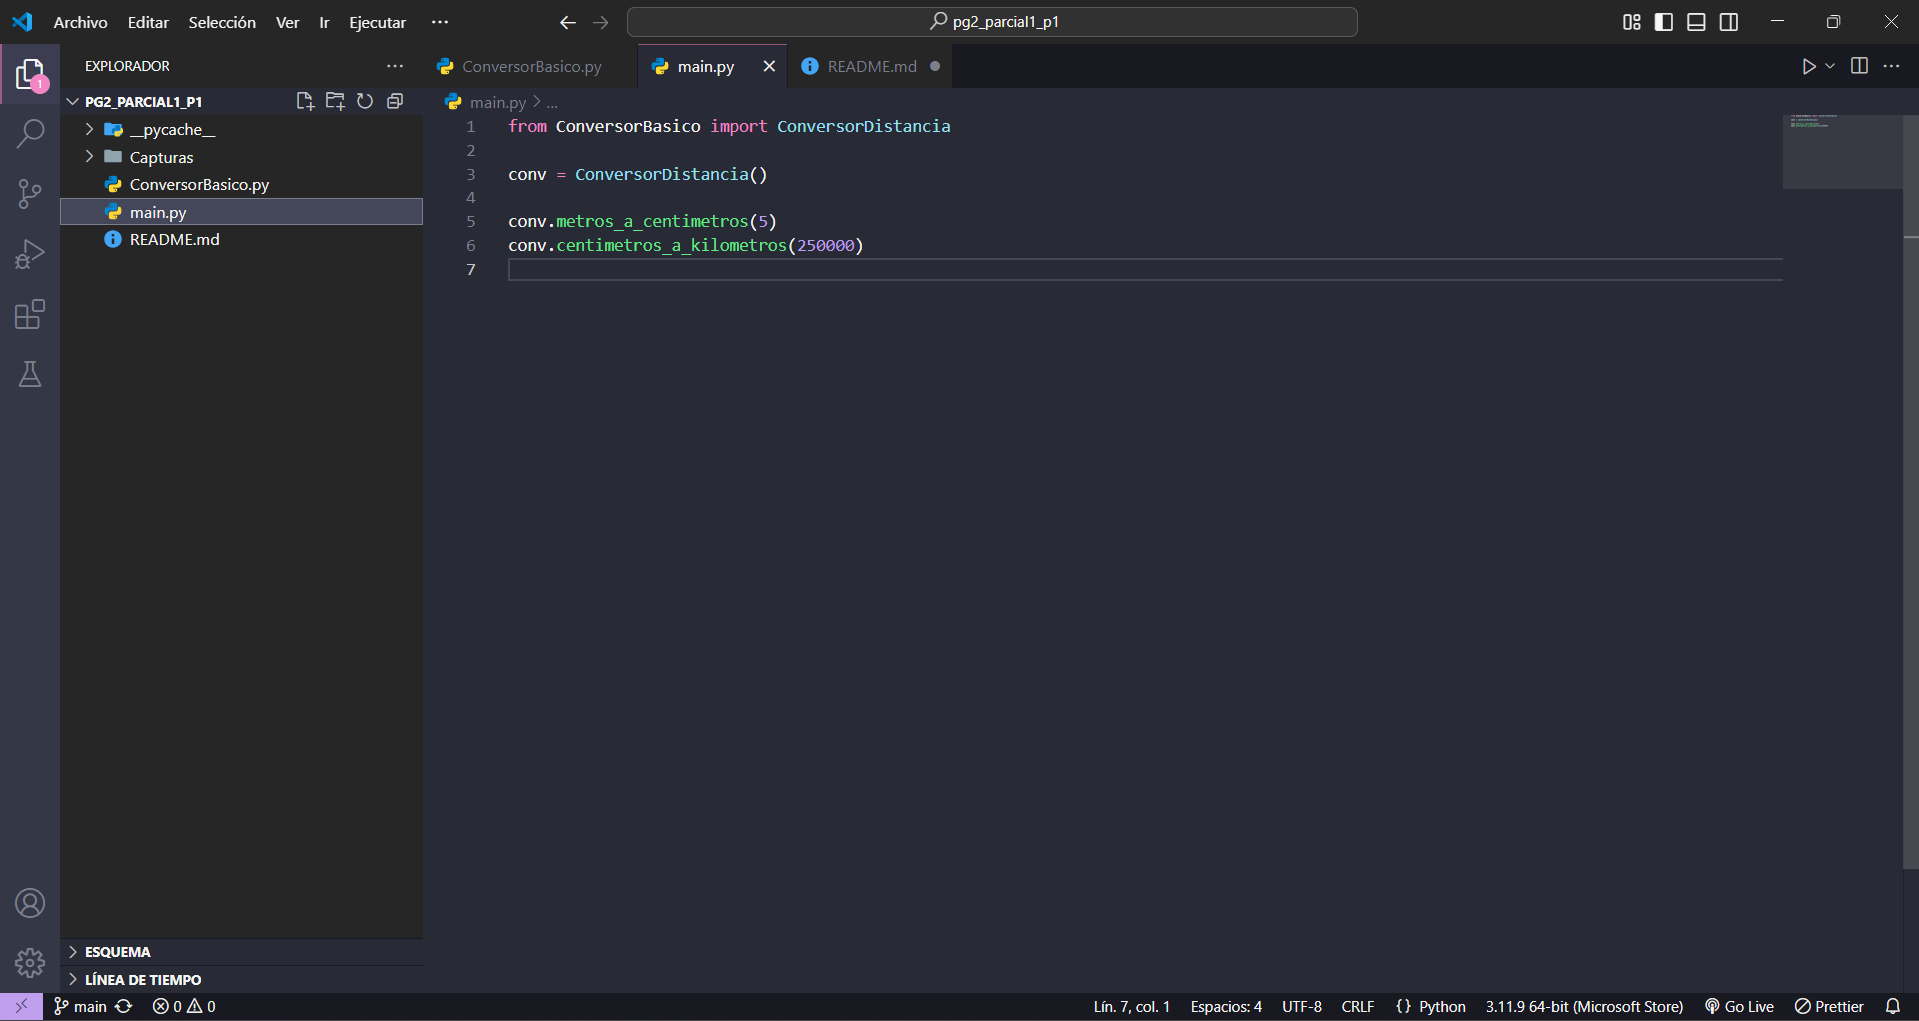 Archivo Editar Selección Ver Ir Ejecutar ··· pg2_parcial1_p1
EXPLORADOR
ConversorBasico.py main.py README.md
PG2_PARCIAL1_P1
main.py > ...
__pycache__
Capturas
ConversorBasico.py
main.py
README.md
1 from ConversorBasico import ConversorDistancia
2
3 conv = ConversorDistancia()
4
5 conv.metros_a_centimetros(5)
6 conv.centimetros_a_kilometros(250000)
7
1
ESQUEMA
LÍNEA DE TIEMPO
main 0 0 Lín. 7, col. 1 Espacios: 4 UTF-8 CRLF {} Python 3.11.9 64-bit (Microsoft Store) Go Live Prettier